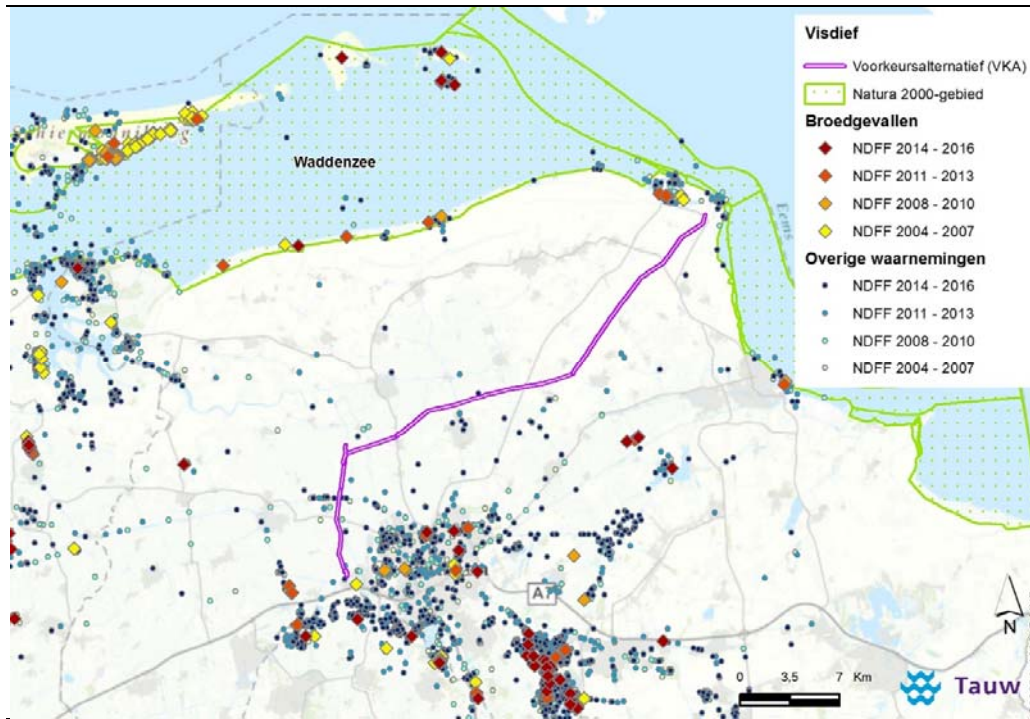 Visdief
Voorkeursalternatief (VKA)
Natura 2000-gebied
Broedgevallen
NDFF 2014 - 2016
NDFF 2011 - 2013
NDFF 2008 - 2010
NDFF 2004 - 2007
Overige waarnemingen
NDFF 2014 - 2016
NDFF 2011 - 2013
NDFF 2008 - 2010
NDFF 2004 - 2007
Waddenzee
Eems
A7
N
0 3,5 7 Km
Tauw